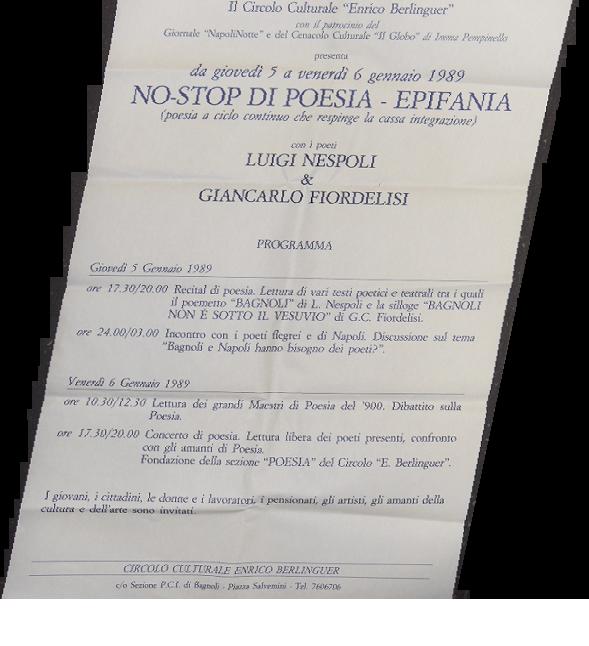 Il Circolo Culturale "Enrico Berlinguer"
con il patrocinio del
Giornale "NapoliNotte" e del Cenacolo Culturale "Il Globo" di Imma Pempinello
presenta
da giovedì 5 a venerdì 6 gennaio 1989
NO-STOP DI POESIA - EPIFANIA
(poesia a ciclo continuo che respinge la cassa integrazione)
con i poeti
LUIGI NESPOLI
&
GIANCARLO FIORDELISI
PROGRAMMA
Giovedì 5 Gennaio 1989
ore 17.30/20.00 Recital di poesia. Lettura di vari testi poetici e teatrali tra i quali
il poemetto "BAGNOLI" di L. Nespoli e la silloge "BAGNOLI
NON È SOTTO IL VESUVIO" di G.C. Fiordelisi.
ore 24.00/03.00 Incontro con i poeti flegrei e di Napoli. Discussione sul tema
"Bagnoli e Napoli hanno bisogno dei poeti?".
Venerdì 6 Gennaio 1989
ore 10.30/12.30 Lettura dei grandi Maestri di Poesia del '900. Dibattito sulla
Poesia.
ore 17.30/20.00 Concerto di poesia. Lettura libera dei poeti presenti, confronto
con gli amanti di Poesia.
Fondazione della sezione "POESIA" del Circolo "E. Berlinguer".
I giovani, i cittadini, le donne e i lavoratori, i pensionati, gli artisti, gli amanti della
cultura e dell'arte sono invitati.
CIRCOLO CULTURALE ENRICO BERLINGUER
c/o Sezione P.C.I. di Bagnoli - Piazza Salvemini - Tel. 7606706